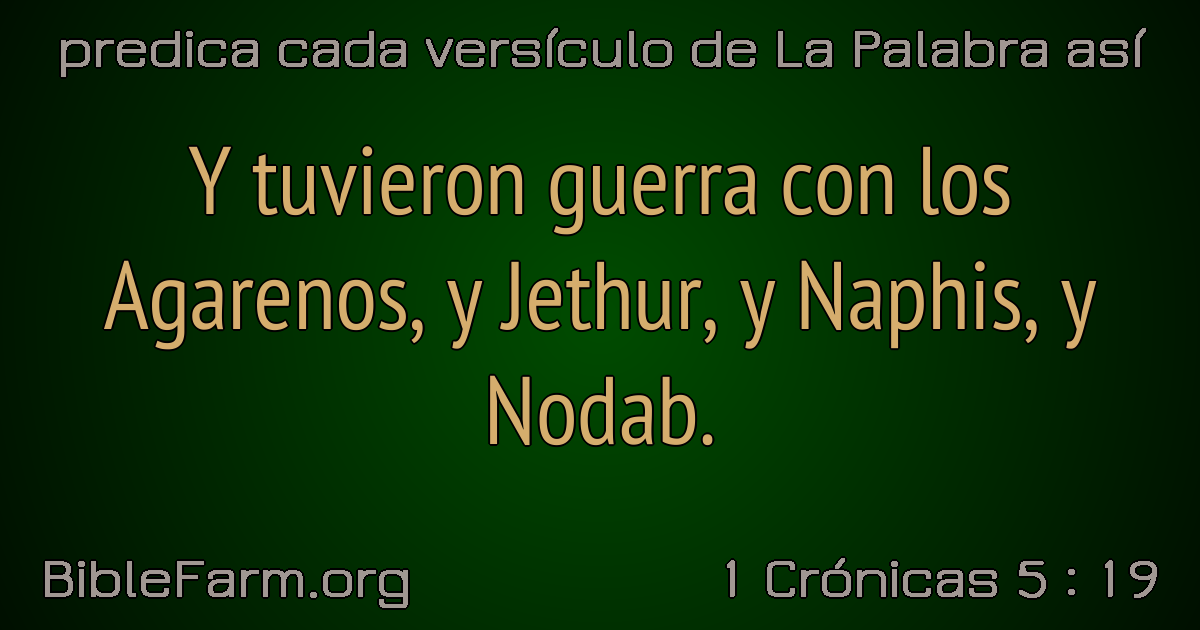 predica cada versículo de La Palabra así
Y tuvieron guerra con los
Agarenos, y Jethur, y Naphis, y
Nodab.
BibleFarm.org
1 Crónicas 5 : 19